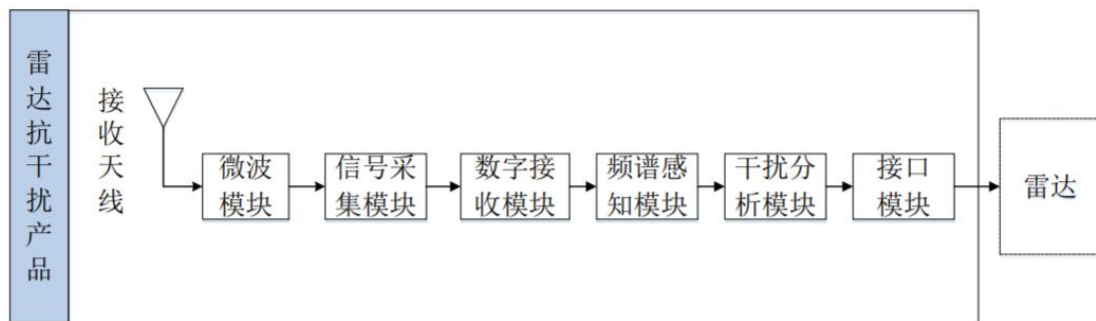 雷达抗干扰产品
接收天线
微波
模块
信号采
集模块
数字接
收模块
频谱感
知模块
干扰分
析模块
接口
模块
雷达